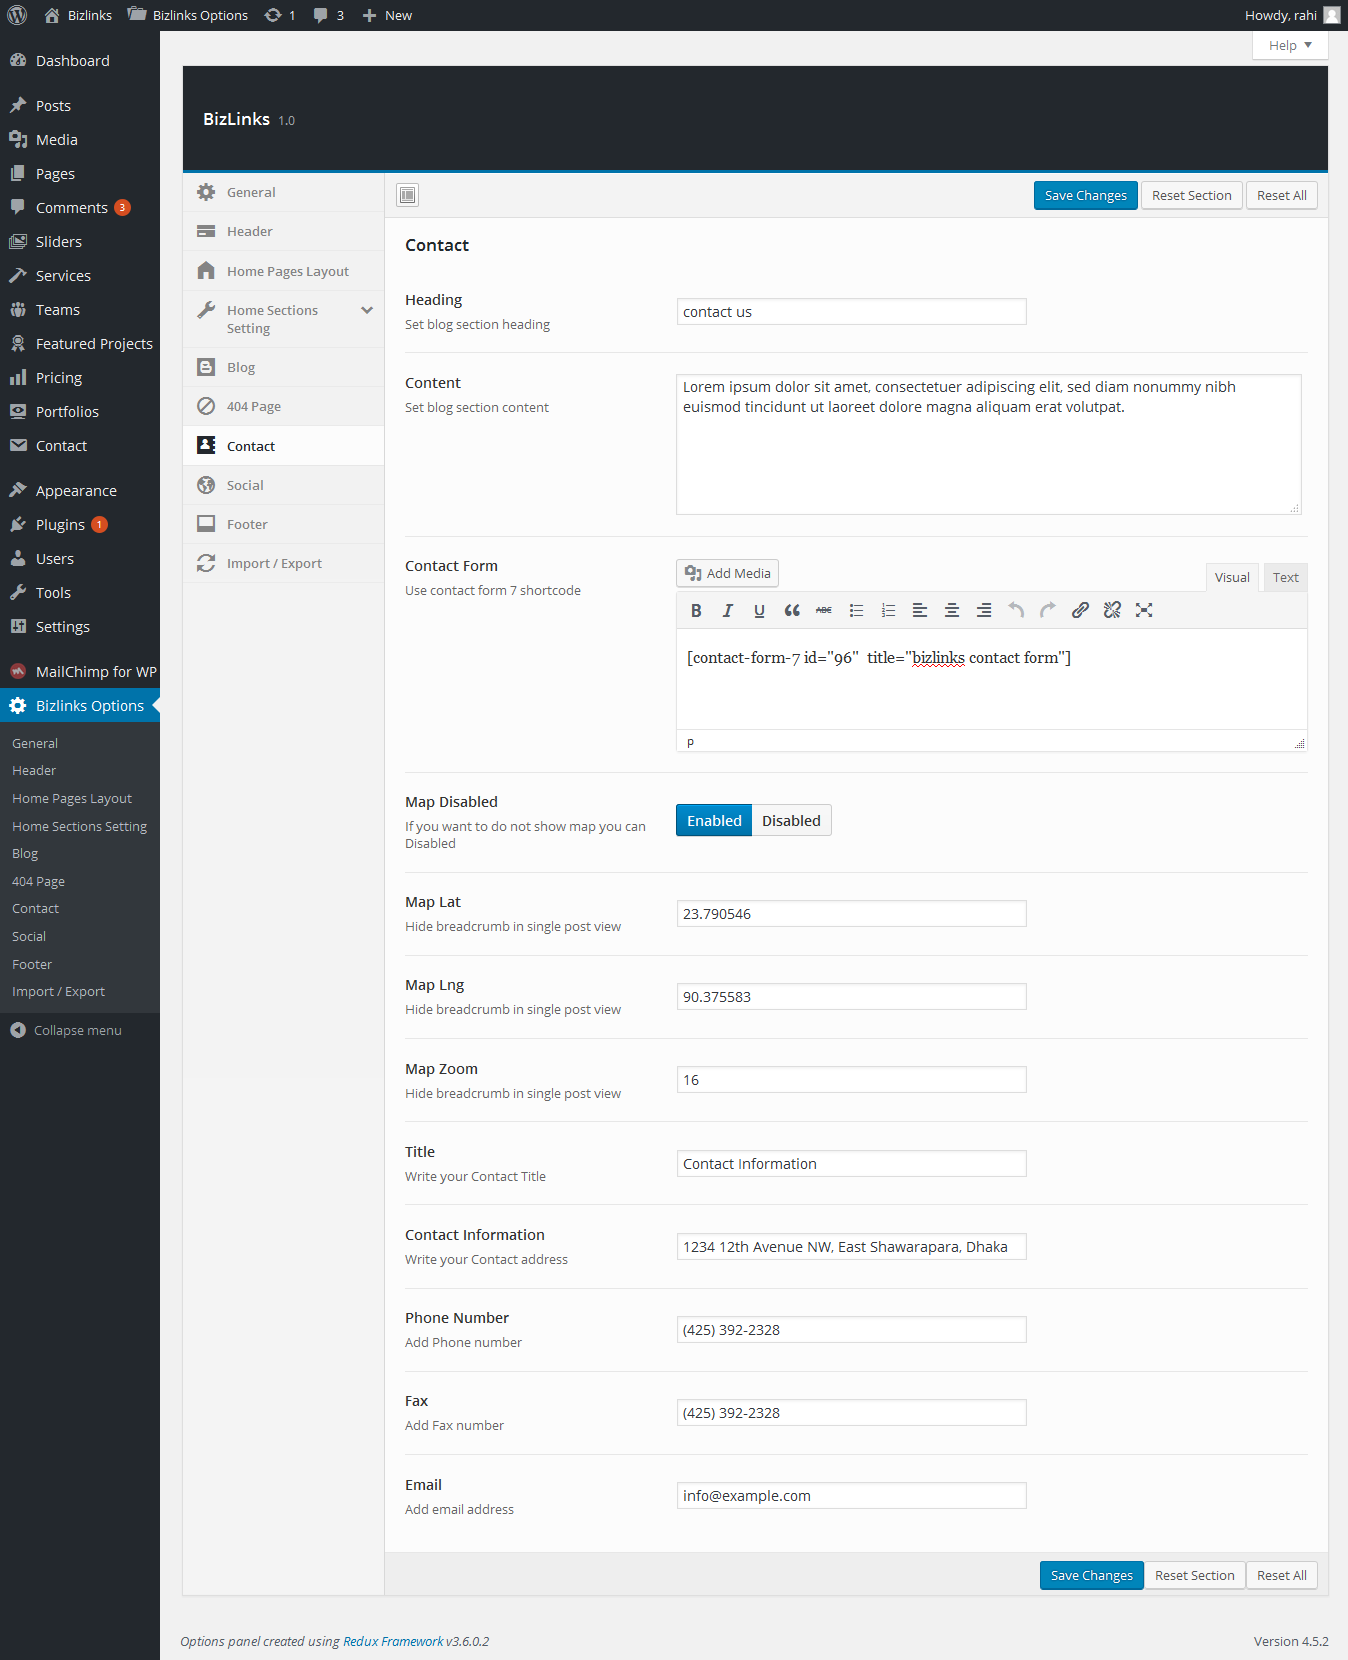 Bizlinks Bizlinks Options 1 3 New Howdy, rahi
Help
Dashboard
Posts
Media
Pages
Comments 3
Sliders
Services
Teams
Featured Projects
Pricing
Portfolios
Contact
Appearance
Plugins 1
Users
Tools
Settings
MailChimp for WP
Bizlinks Options
General
Header
Home Pages Layout
Home Sections Setting
Blog
404 Page
Contact
Social
Footer
Import / Export
Collapse menu
BizLinks 1.0
General
Header
Home Pages Layout
Home Sections
Setting
Blog
404 Page
Contact
Social
Footer
Import / Export
Save Changes Reset Section Reset All
Contact
Heading
Set blog section heading
contact us
Content
Set blog section content
Lorem ipsum dolor sit amet, consectetuer adipiscing elit, sed diam nonummy nibh
euismod tincidunt ut laoreet dolore magna aliquam erat volutpat.
Contact Form
Use contact form 7 shortcode
Add Media
Visual Text
B I U ABC
[contact-form-7 id="96"  title="bizlinks contact form"]
p
Map Disabled
If you want to do not show map you can
Disabled
Enabled Disabled
Map Lat
Hide breadcrumb in single post view
23.790546
Map Lng
Hide breadcrumb in single post view
90.375583
Map Zoom
Hide breadcrumb in single post view
16
Title
Write your Contact Title
Contact Information
Contact Information
Write your Contact address
1234 12th Avenue NW, East Shawarapara, Dhaka
Phone Number
Add Phone number
(425) 392-2328
Fax
Add Fax number
(425) 392-2328
Email
Add email address
info@example.com
Save Changes Reset Section Reset All
Options panel created using Redux Framework v3.6.0.2
Version 4.5.2